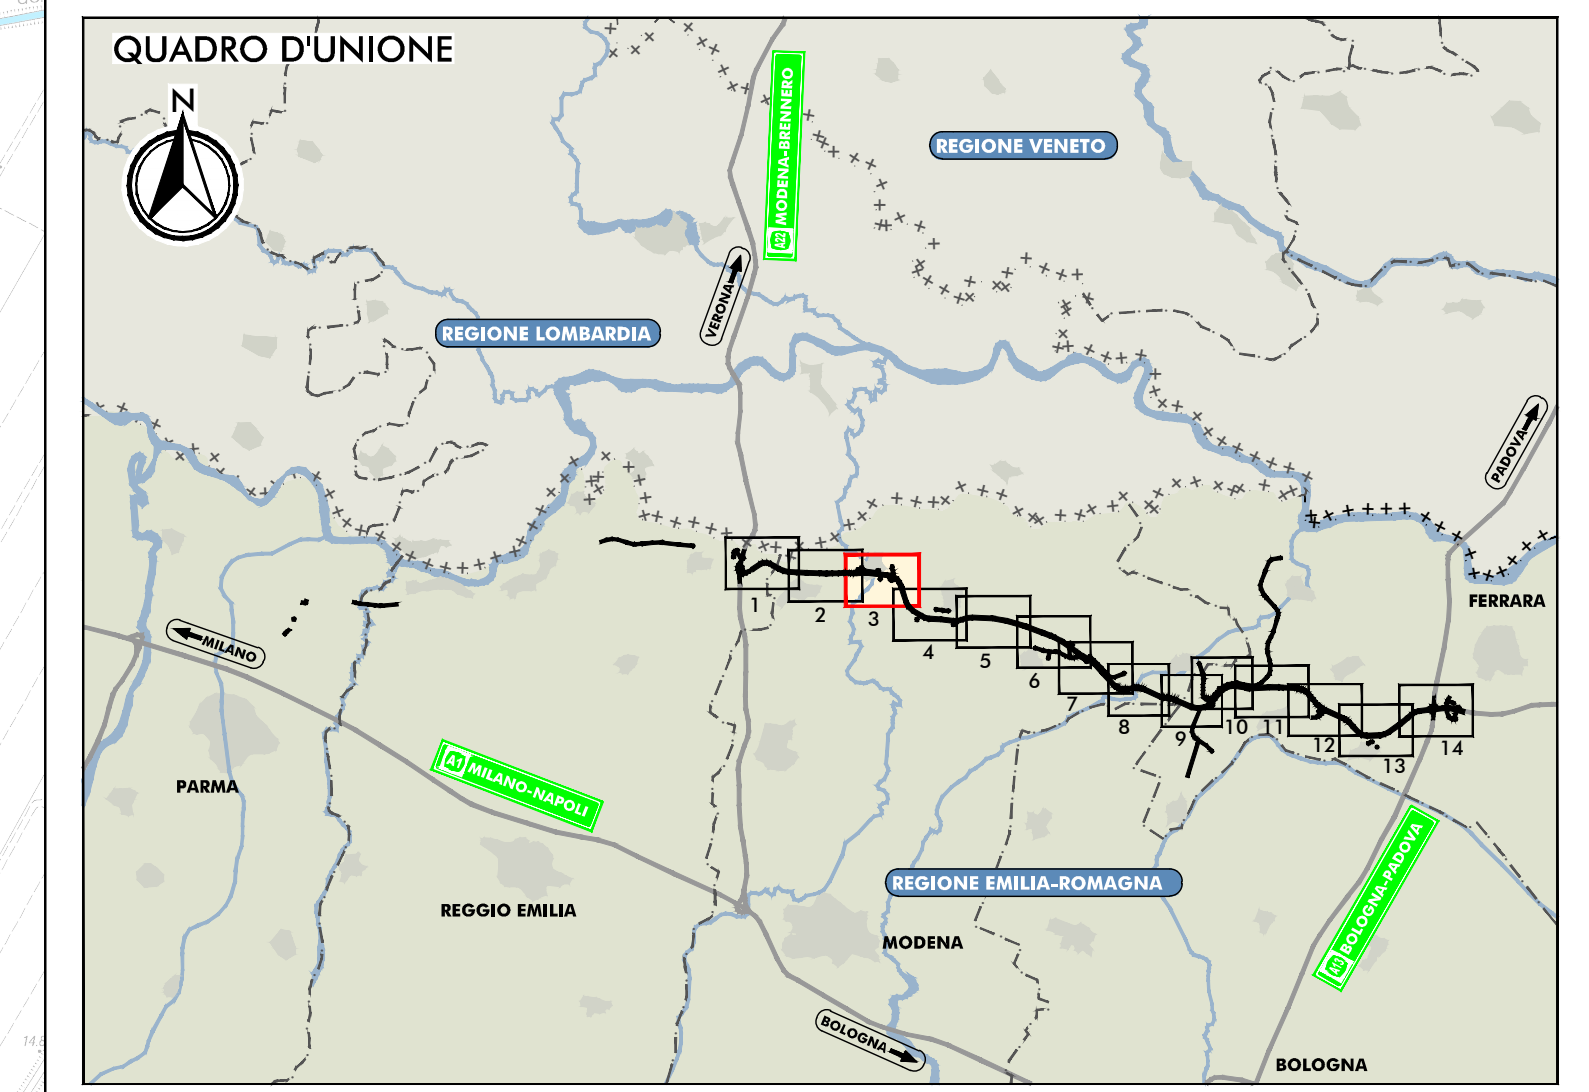 QUADRO D'UNIONE
N
A22 MODENA-BRENNERO
REGIONE VENETO
VERONA
REGIONE LOMBARDIA
PADOVA
FERRARA
1
2
3
4
5
6
7
8
9
10
11
12
13
14
MILANO
PARMA
A1 MILANO-NAPOLI
REGGIO EMILIA
REGIONE EMILIA-ROMAGNA
MODENA
A13 BOLOGNA-PADOVA
BOLOGNA
BOLOGNA